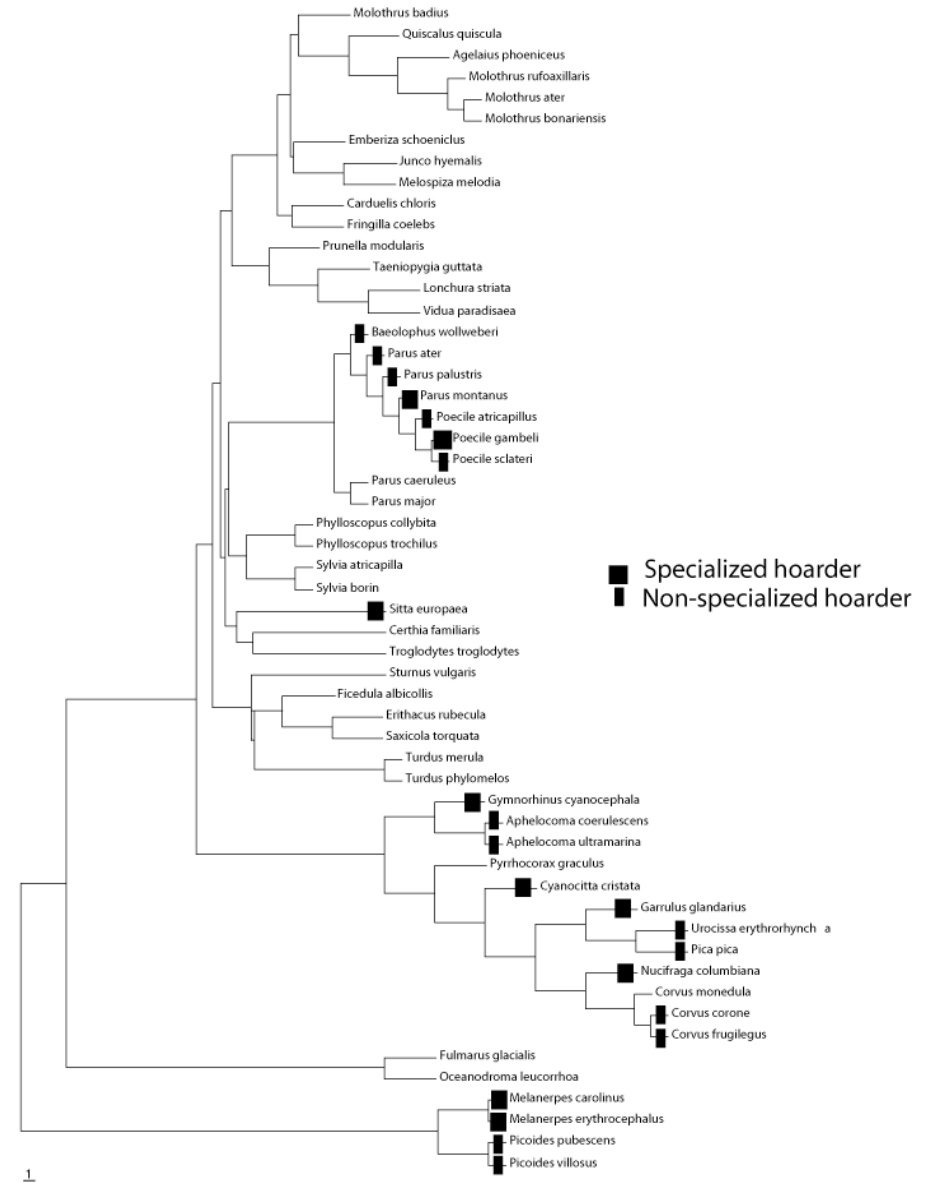 Molothrus badius
Quiscalus quiscula
Agelaius phoeniceus
Molothrus rufoaxillaris
Molothrus ater
Molothrus bonariensis
Emberiza schoeniclus
Junco hyemalis
Melospiza melodia
Carduelis chloris
Fringilla coelebs
Prunella modularis
Taeniopygia guttata
Lonchura striata
Vidua paradisaea
Baeolophus wollweberi
Parus ater
Parus palustris
Parus montanus
Poecile atricapillus
Poecile gambeli
Poecile sclateri
Parus caeruleus
Parus major
Phylloscopus collybita
Phylloscopus trochilus
Sylvia atricapilla
Sylvia borin
Specialized hoarder
Non-specialized hoarder
Sitta europaea
Certhia familiaris
Troglodytes troglodytes
Sturnus vulgaris
Ficedula albicollis
Erithacus rubecula
Saxicola torquata
Turdus merula
Turdus phylomelos
Gymnorhinus cyanocephala
Aphelocoma coerulescens
Aphelocoma ultramarina
Pyrrhocorax graculus
Cyanocitta cristata
Garrulus glandarius
Urocissa erythrorhynch a
Pica pica
Nucifraga columbiana
Corvus monedula
Corvus corone
Corvus frugilegus
Fulmarus glacialis
Oceanodroma leucorrhoa
Melanerpes carolinus
Melanerpes erythrocephalus
Picoides pubescens
Picoides villosus
1